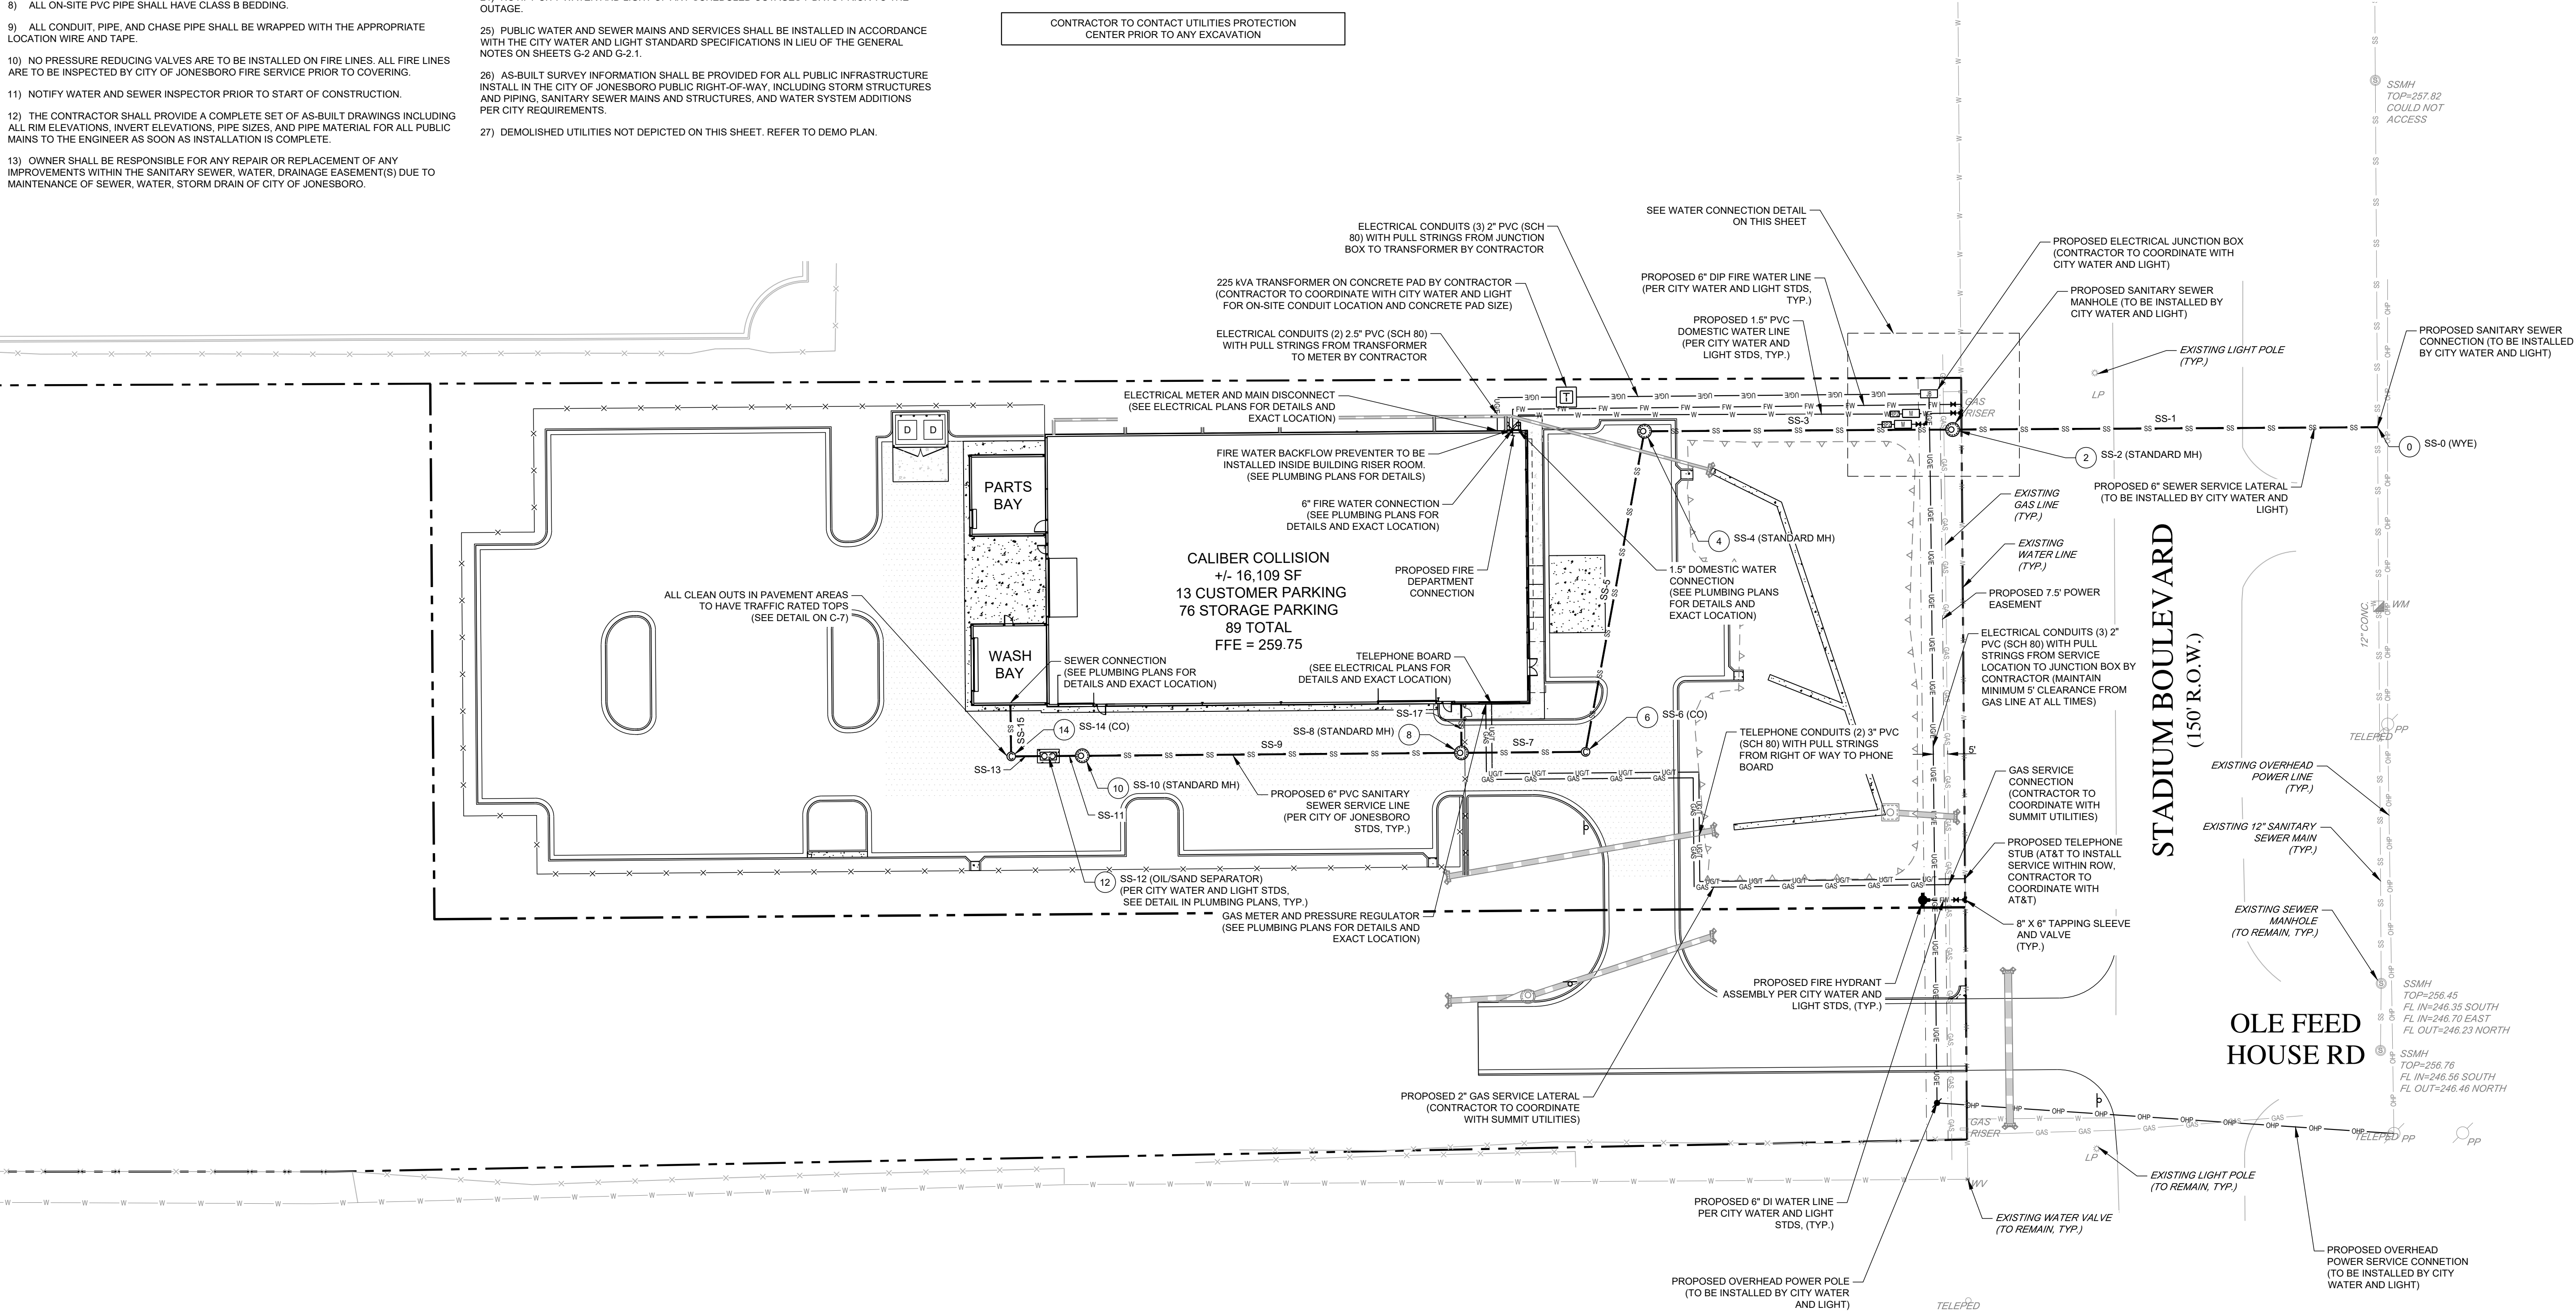 8) ALL ON-SITE PVC PIPE SHALL HAVE CLASS B BEDDING.
9) ALL CONDUIT, PIPE, AND CHASE PIPE SHALL BE WRAPPED WITH THE APPROPRIATE
LOCATION WIRE AND TAPE.
10) NO PRESSURE REDUCING VALVES ARE TO BE INSTALLED ON FIRE LINES. ALL FIRE LINES
ARE TO BE INSPECTED BY CITY OF JONESBORO FIRE SERVICE PRIOR TO COVERING.
11) NOTIFY WATER AND SEWER INSPECTOR PRIOR TO START OF CONSTRUCTION.
12) THE CONTRACTOR SHALL PROVIDE A COMPLETE SET OF AS-BUILT DRAWINGS INCLUDING
ALL RIM ELEVATIONS, INVERT ELEVATIONS, PIPE SIZES, AND PIPE MATERIAL FOR ALL PUBLIC
MAINS TO THE ENGINEER AS SOON AS INSTALLATION IS COMPLETE.
13) OWNER SHALL BE RESPONSIBLE FOR ANY REPAIR OR REPLACEMENT OF ANY
IMPROVEMENTS WITHIN THE SANITARY SEWER, WATER, DRAINAGE EASEMENT(S) DUE TO
MAINTENANCE OF SEWER, WATER, STORM DRAIN OF CITY OF JONESBORO.
OUTAGE.
25) PUBLIC WATER AND SEWER MAINS AND SERVICES SHALL BE INSTALLED IN ACCORDANCE
WITH THE CITY WATER AND LIGHT STANDARD SPECIFICATIONS IN LIEU OF THE GENERAL
NOTES ON SHEETS G-2 AND G-2.1.
26) AS-BUILT SURVEY INFORMATION SHALL BE PROVIDED FOR ALL PUBLIC INFRASTRUCTURE
INSTALL IN THE CITY OF JONESBORO PUBLIC RIGHT-OF-WAY, INCLUDING STORM STRUCTURES
AND PIPING, SANITARY SEWER MAINS AND STRUCTURES, AND WATER SYSTEM ADDITIONS
PER CITY REQUIREMENTS.
27) DEMOLISHED UTILITIES NOT DEPICTED ON THIS SHEET. REFER TO DEMO PLAN.
CONTRACTOR TO CONTACT UTILITIES PROTECTION
CENTER PRIOR TO ANY EXCAVATION
SSMH
TOP=257.82
COULD NOT
ACCESS
SEE WATER CONNECTION DETAIL
ON THIS SHEET
ELECTRICAL CONDUITS (3) 2" PVC (SCH
80) WITH PULL STRINGS FROM JUNCTION
BOX TO TRANSFORMER BY CONTRACTOR
PROPOSED ELECTRICAL JUNCTION BOX
(CONTRACTOR TO COORDINATE WITH
CITY WATER AND LIGHT)
225 kVA TRANSFORMER ON CONCRETE PAD BY CONTRACTOR
(CONTRACTOR TO COORDINATE WITH CITY WATER AND LIGHT
FOR ON-SITE CONDUIT LOCATION AND CONCRETE PAD SIZE)
PROPOSED 6" DIP FIRE WATER LINE
(PER CITY WATER AND LIGHT STDS,
TYP.)
PROPOSED SANITARY SEWER
MANHOLE (TO BE INSTALLED BY
CITY WATER AND LIGHT)
PROPOSED 1.5" PVC
DOMESTIC WATER LINE
(PER CITY WATER AND
LIGHT STDS, TYP.)
ELECTRICAL CONDUITS (2) 2.5" PVC (SCH 80)
WITH PULL STRINGS FROM TRANSFORMER
TO METER BY CONTRACTOR
PROPOSED SANITARY SEWER
CONNECTION (TO BE INSTALLED
BY CITY WATER AND LIGHT)
EXISTING LIGHT POLE
(TYP.)
LP
ELECTRICAL METER AND MAIN DISCONNECT
(SEE ELECTRICAL PLANS FOR DETAILS AND
EXACT LOCATION)
T
GAS
RISER
SS-3
SS-1
D D
0 SS-0 (WYE)
2 SS-2 (STANDARD MH)
FIRE WATER BACKFLOW PREVENTER TO BE
INSTALLED INSIDE BUILDING RISER ROOM.
(SEE PLUMBING PLANS FOR DETAILS)
PARTS
BAY
PROPOSED 6" SEWER SERVICE LATERAL
(TO BE INSTALLED BY CITY WATER AND
LIGHT)
6" FIRE WATER CONNECTION
(SEE PLUMBING PLANS FOR
DETAILS AND EXACT LOCATION)
EXISTING
GAS LINE
(TYP.)
4 SS-4 (STANDARD MH)
EXISTING
WATER LINE
(TYP.)
CALIBER COLLISION
+/- 16,109 SF
13 CUSTOMER PARKING
76 STORAGE PARKING
89 TOTAL
FFE = 259.75
PROPOSED FIRE
DEPARTMENT
CONNECTION
SS-5
1.5" DOMESTIC WATER
CONNECTION
(SEE PLUMBING PLANS
FOR DETAILS AND
EXACT LOCATION)
PROPOSED 7.5' POWER
EASEMENT
STADIUM BOULEVARD
(150' R.O.W.)
12" CONC.
WM
ALL CLEAN OUTS IN PAVEMENT AREAS
TO HAVE TRAFFIC RATED TOPS
(SEE DETAIL ON C-7)
WASH
BAY
SEWER CONNECTION
(SEE PLUMBING PLANS FOR
DETAILS AND EXACT LOCATION)
TELEPHONE BOARD
(SEE ELECTRICAL PLANS FOR
DETAILS AND EXACT LOCATION)
ELECTRICAL CONDUITS (3) 2"
PVC (SCH 80) WITH PULL
STRINGS FROM SERVICE
LOCATION TO JUNCTION BOX BY
CONTRACTOR (MAINTAIN
MINIMUM 5' CLEARANCE FROM
GAS LINE AT ALL TIMES)
SS-15
14 SS-14 (CO)
SS-17
SS-8 (STANDARD MH) 8
6 SS-6 (CO)
SS-9
SS-7
SS-13
TELEPHONE CONDUITS (2) 3" PVC
(SCH 80) WITH PULL STRINGS
FROM RIGHT OF WAY TO PHONE
BOARD
5'
TELEPED PP
10 SS-10 (STANDARD MH)
SS-11
PROPOSED 6" PVC SANITARY
SEWER SERVICE LINE
(PER CITY OF JONESBORO
STDS, TYP.)
GAS SERVICE
CONNECTION
(CONTRACTOR TO
COORDINATE WITH
SUMMIT UTILITIES)
EXISTING OVERHEAD
POWER LINE
(TYP.)
EXISTING 12" SANITARY
SEWER MAIN
(TYP.)
PROPOSED TELEPHONE
STUB (AT&T TO INSTALL
SERVICE WITHIN ROW,
CONTRACTOR TO
COORDINATE WITH
AT&T)
12 SS-12 (OIL/SAND SEPARATOR)
(PER CITY WATER AND LIGHT STDS,
SEE DETAIL IN PLUMBING PLANS, TYP.)
GAS METER AND PRESSURE REGULATOR
(SEE PLUMBING PLANS FOR DETAILS AND
EXACT LOCATION)
8" X 6" TAPPING SLEEVE
AND VALVE
(TYP.)
EXISTING SEWER
MANHOLE
(TO REMAIN, TYP.)
PROPOSED FIRE HYDRANT
ASSEMBLY PER CITY WATER AND
LIGHT STDS, (TYP.)
SSMH
TOP=256.45
FL IN=246.35 SOUTH
FL IN=246.70 EAST
FL OUT=246.23 NORTH
OLE FEED
HOUSE RD
SSMH
TOP=256.76
FL IN=246.56 SOUTH
FL OUT=246.46 NORTH
PROPOSED 2" GAS SERVICE LATERAL
(CONTRACTOR TO COORDINATE
WITH SUMMIT UTILITIES)
GAS
RISER
TELEPED PP
PP
LP
EXISTING LIGHT POLE
(TO REMAIN, TYP.)
WV
PROPOSED 6" DI WATER LINE
PER CITY WATER AND LIGHT
STDS, (TYP.)
EXISTING WATER VALVE
(TO REMAIN, TYP.)
PROPOSED OVERHEAD
POWER SERVICE CONNETION
(TO BE INSTALLED BY CITY
WATER AND LIGHT)
PROPOSED OVERHEAD POWER POLE
(TO BE INSTALLED BY CITY WATER
AND LIGHT)
TELEPED